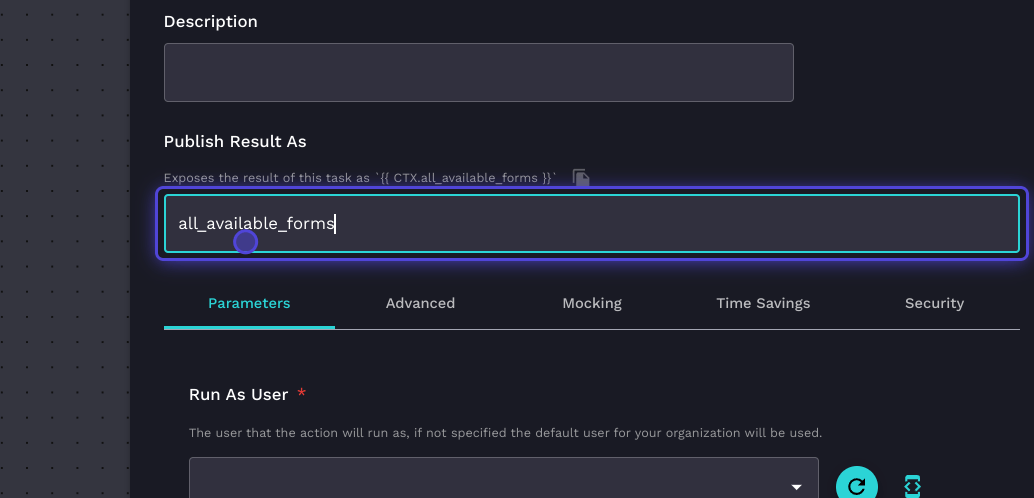 Description
Publish Result As
Exposes the result of this task as `{{ CTX.all_available_forms }}`
all_available_forms
Parameters Advanced Mocking Time Savings Security
Run As User *
The user that the action will run as, if not specified the default user for your organization will be used.